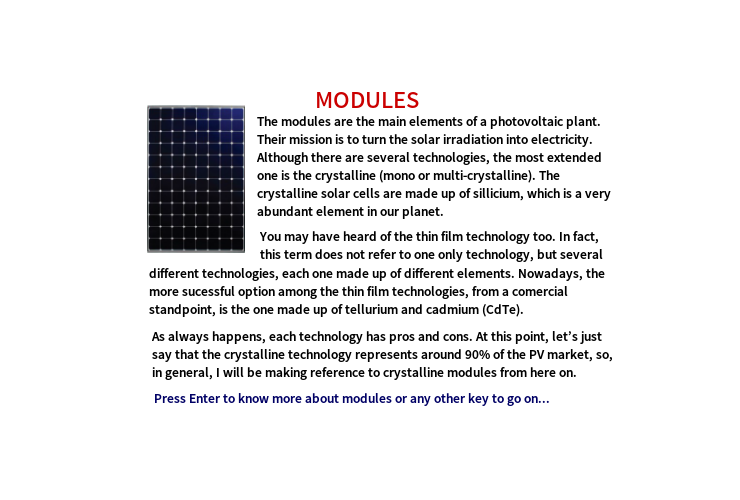 MODULES
The modules are the main elements of a photovoltaic plant.
Their mission is to turn the solar irradiation into electricity.
Although there are several technologies, the most extended
one is the crystalline (mono or multi-crystalline). The
crystalline solar cells are made up of sillicium, which is a very
abundant element in our planet.
You may have heard of the thin film technology too. In fact,
this term does not refer to one only technology, but several
different technologies, each one made up of different elements. Nowadays, the
more sucessful option among the thin film technologies, from a comercial
standpoint, is the one made up of tellurium and cadmium (CdTe).
As always happens, each technology has pros and cons. At this point, let's just
say that the crystalline technology represents around 90% of the PV market, so,
in general, I will be making reference to crystalline modules from here on.
Press Enter to know more about modules or any other key to go on...